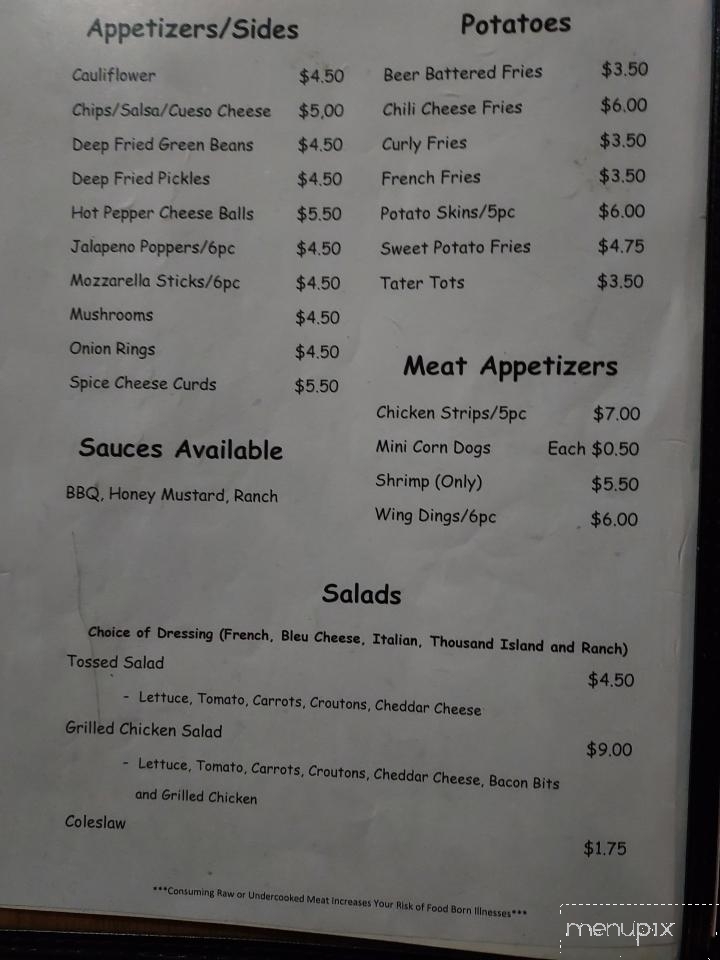 Appetizers/Sides
Cauliflower $4.50
Chips/Salsa/Cueso Cheese $5,00
Deep Fried Green Beans $4.50
Deep Fried Pickles $4.50
Hot Pepper Cheese Balls $5.50
Jalapeno Poppers/6pc $4.50
Mozzarella Sticks/6pc $4.50
Mushrooms $4.50
Onion Rings $4.50
Spice Cheese Curds $5.50
Sauces Available
BBQ, Honey Mustard, Ranch
Potatoes
Beer Battered Fries $3.50
Chili Cheese Fries $6.00
Curly Fries $3.50
French Fries $3.50
Potato Skins/5pc $6.00
Sweet Potato Fries $4.75
Tater Tots $3.50
Meat Appetizers
Chicken Strips/5pc $7.00
Mini Corn Dogs Each $0.50
Shrimp (Only) $5.50
Wing Dings/6pc $6.00
Salads
Choice of Dressing (French, Bleu Cheese, Italian, Thousand Island and Ranch)
Tossed Salad $4.50
- Lettuce, Tomato, Carrots, Croutons, Cheddar Cheese
Grilled Chicken Salad $9.00
- Lettuce, Tomato, Carrots, Croutons, Cheddar Cheese, Bacon Bits
and Grilled Chicken
Coleslaw $1.75
***Consuming Raw or Undercooked Meat Increases Your Risk of Food Born Illnesses***
menupix